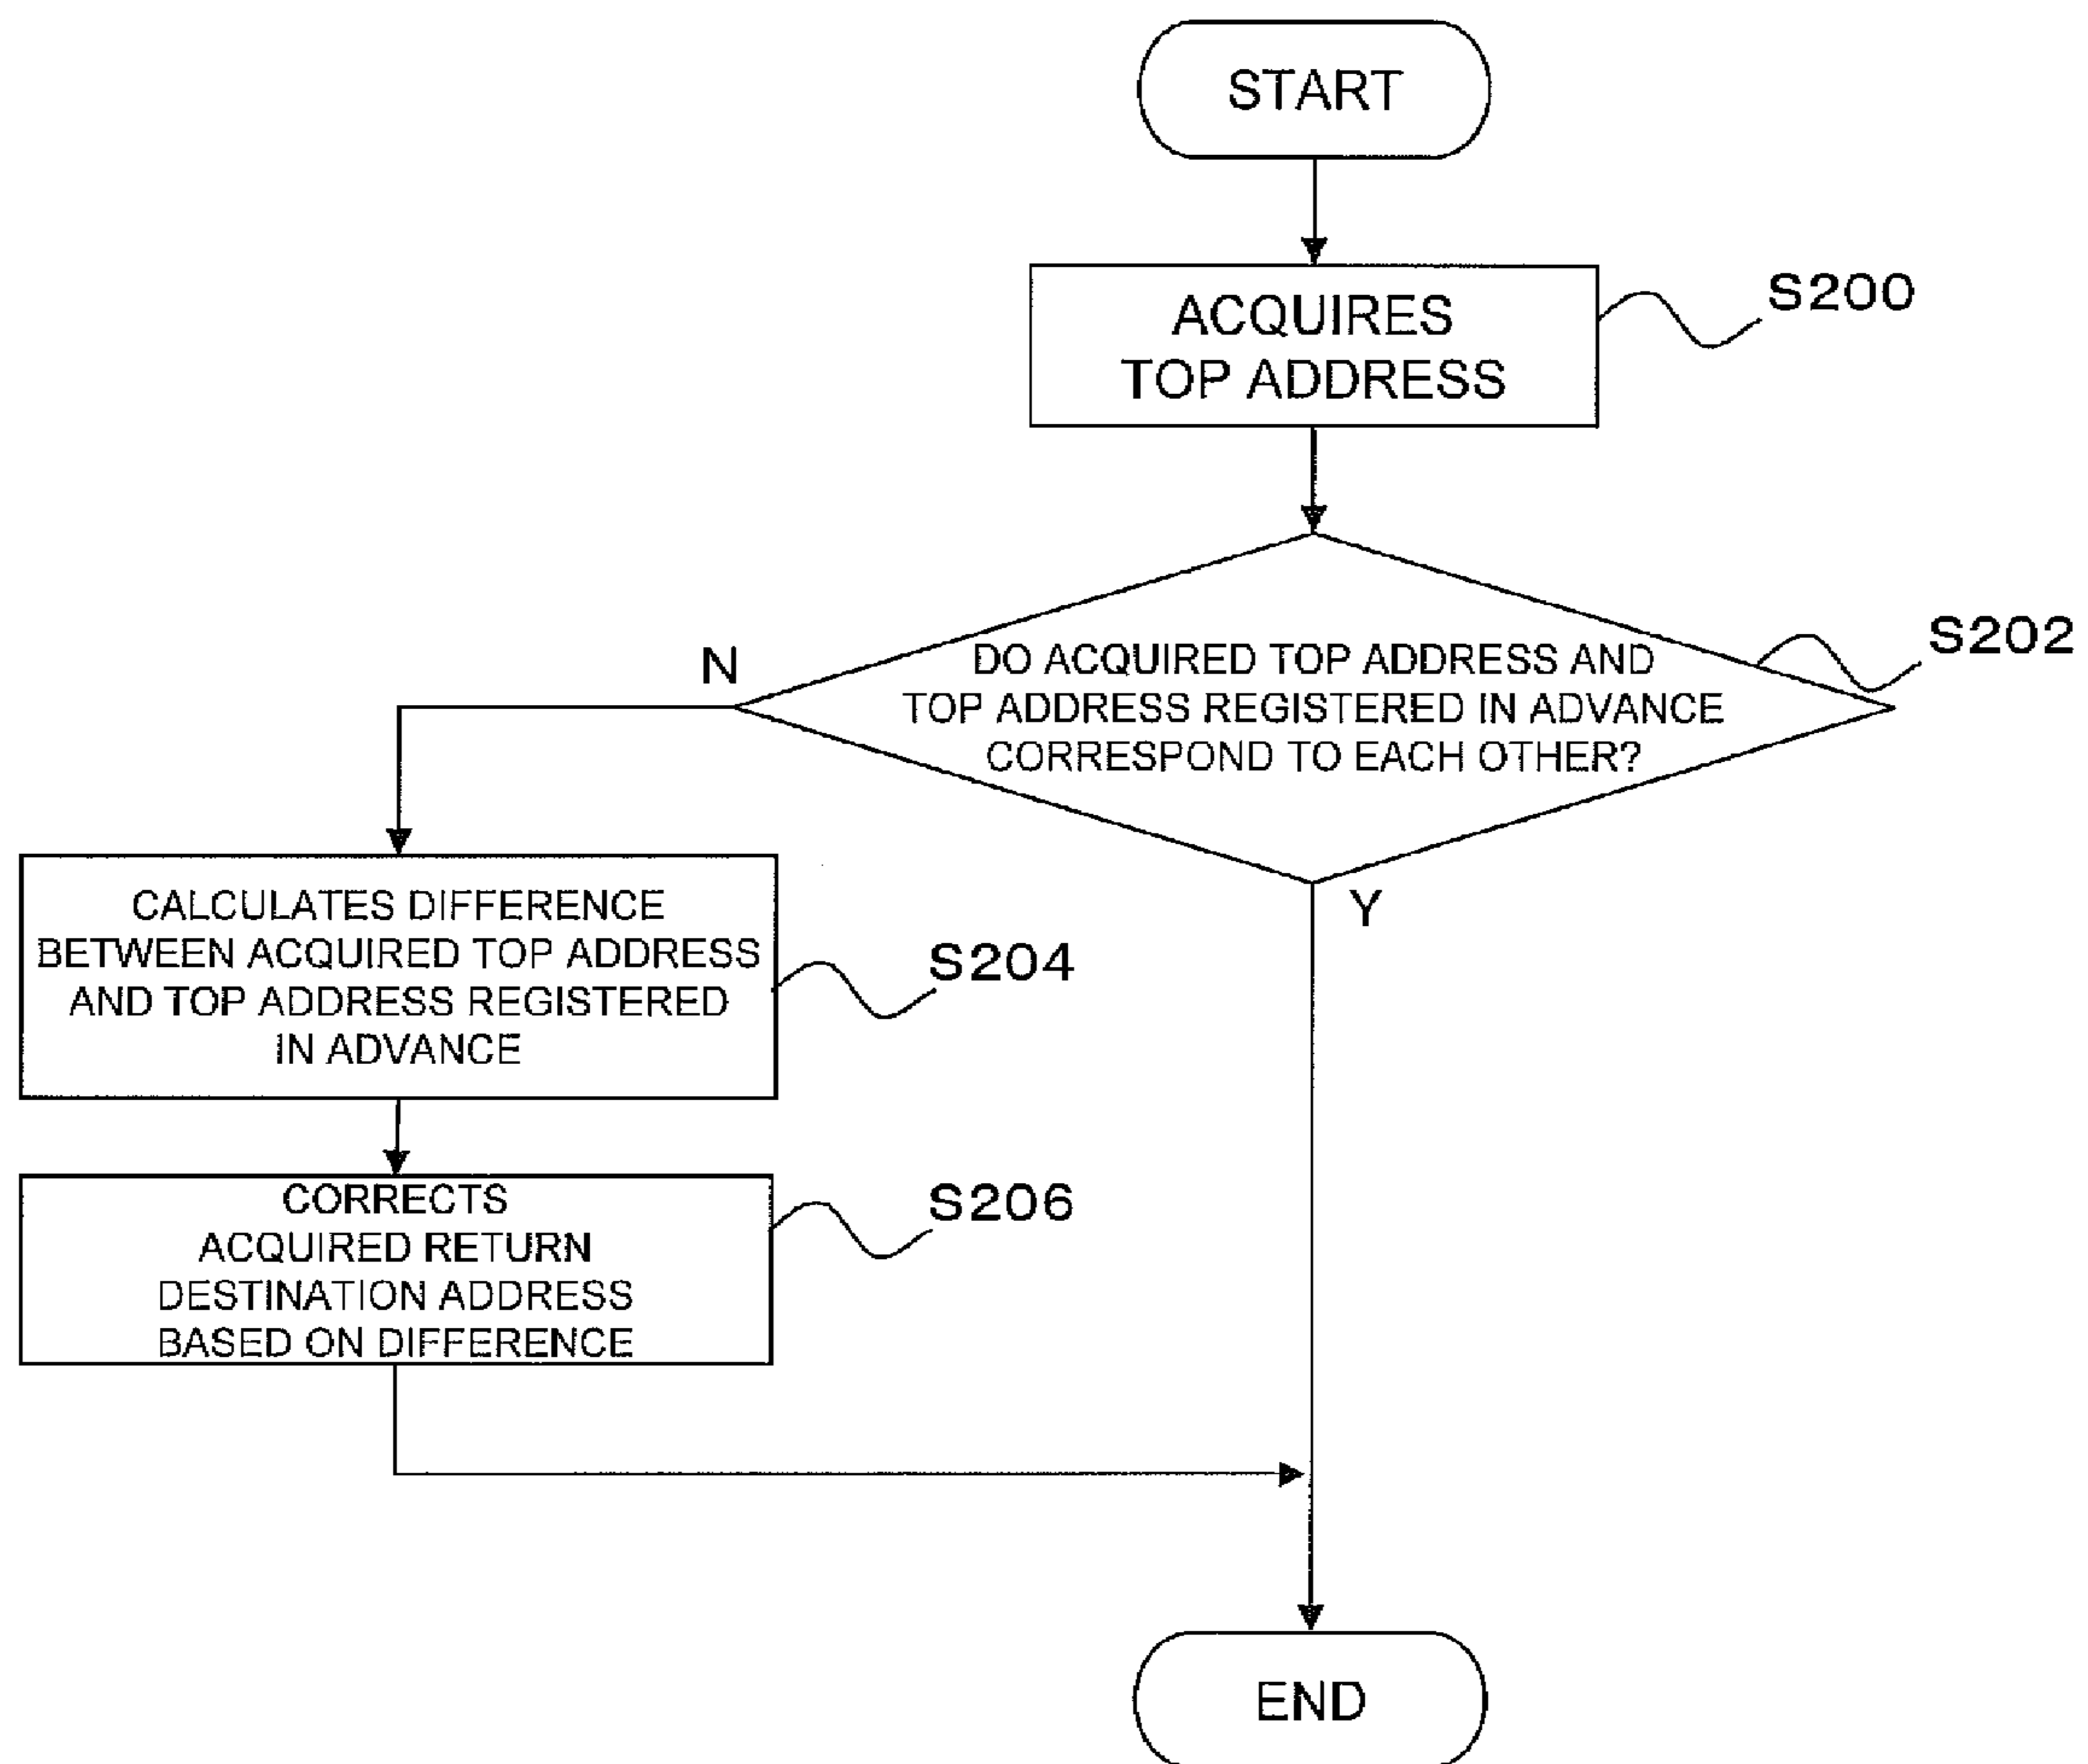 START
ACQUIRES
TOP ADDRESS
S200
DO ACQUIRED TOP ADDRESS AND
TOP ADDRESS REGISTERED IN ADVANCE
CORRESPOND TO EACH OTHER?
S202
N
Y
CALCULATES DIFFERENCE
BETWEEN ACQUIRED TOP ADDRESS
AND TOP ADDRESS REGISTERED
IN ADVANCE
S204
CORRECTS
ACQUIRED RETURN
DESTINATION ADDRESS
BASED ON DIFFERENCE
S206
END